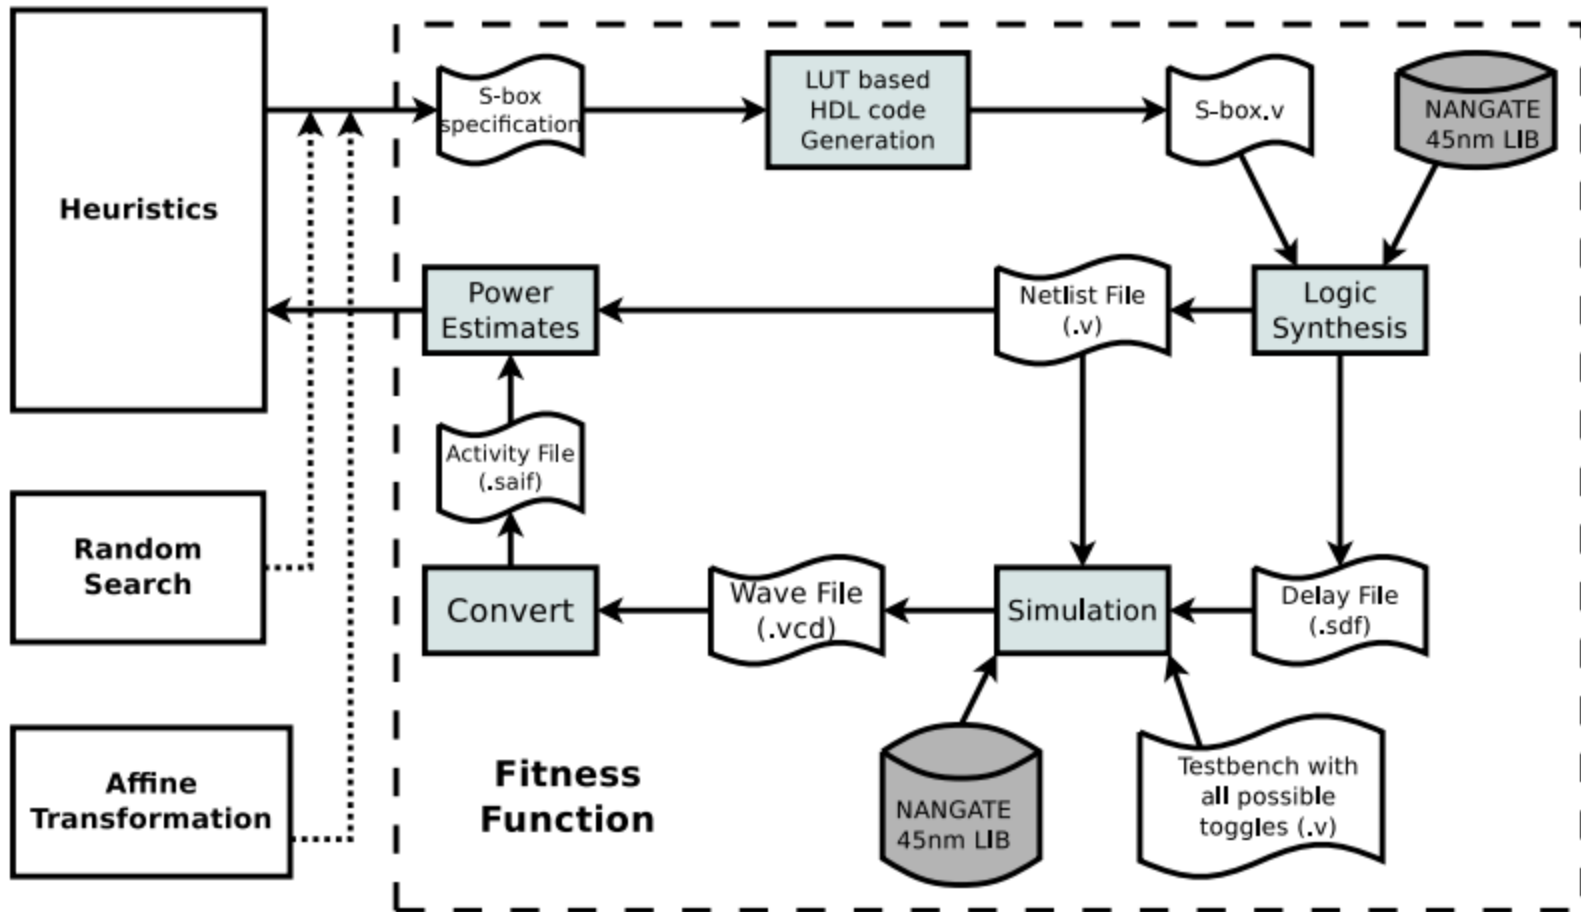 Heuristics
S-box
specification
LUT based
HDL code
Generation
S-box.v
NANGATE
45nm LIB
Power
Estimates
Netlist File
(.v)
Logic
Synthesis
Activity File
(.saif)
Random
Search
Convert
Wave File
(.vcd)
Simulation
Delay File
(.sdf)
Affine
Transformation
Fitness
Function
NANGATE
45nm LIB
Testbench with
all possible
toggles (.v)